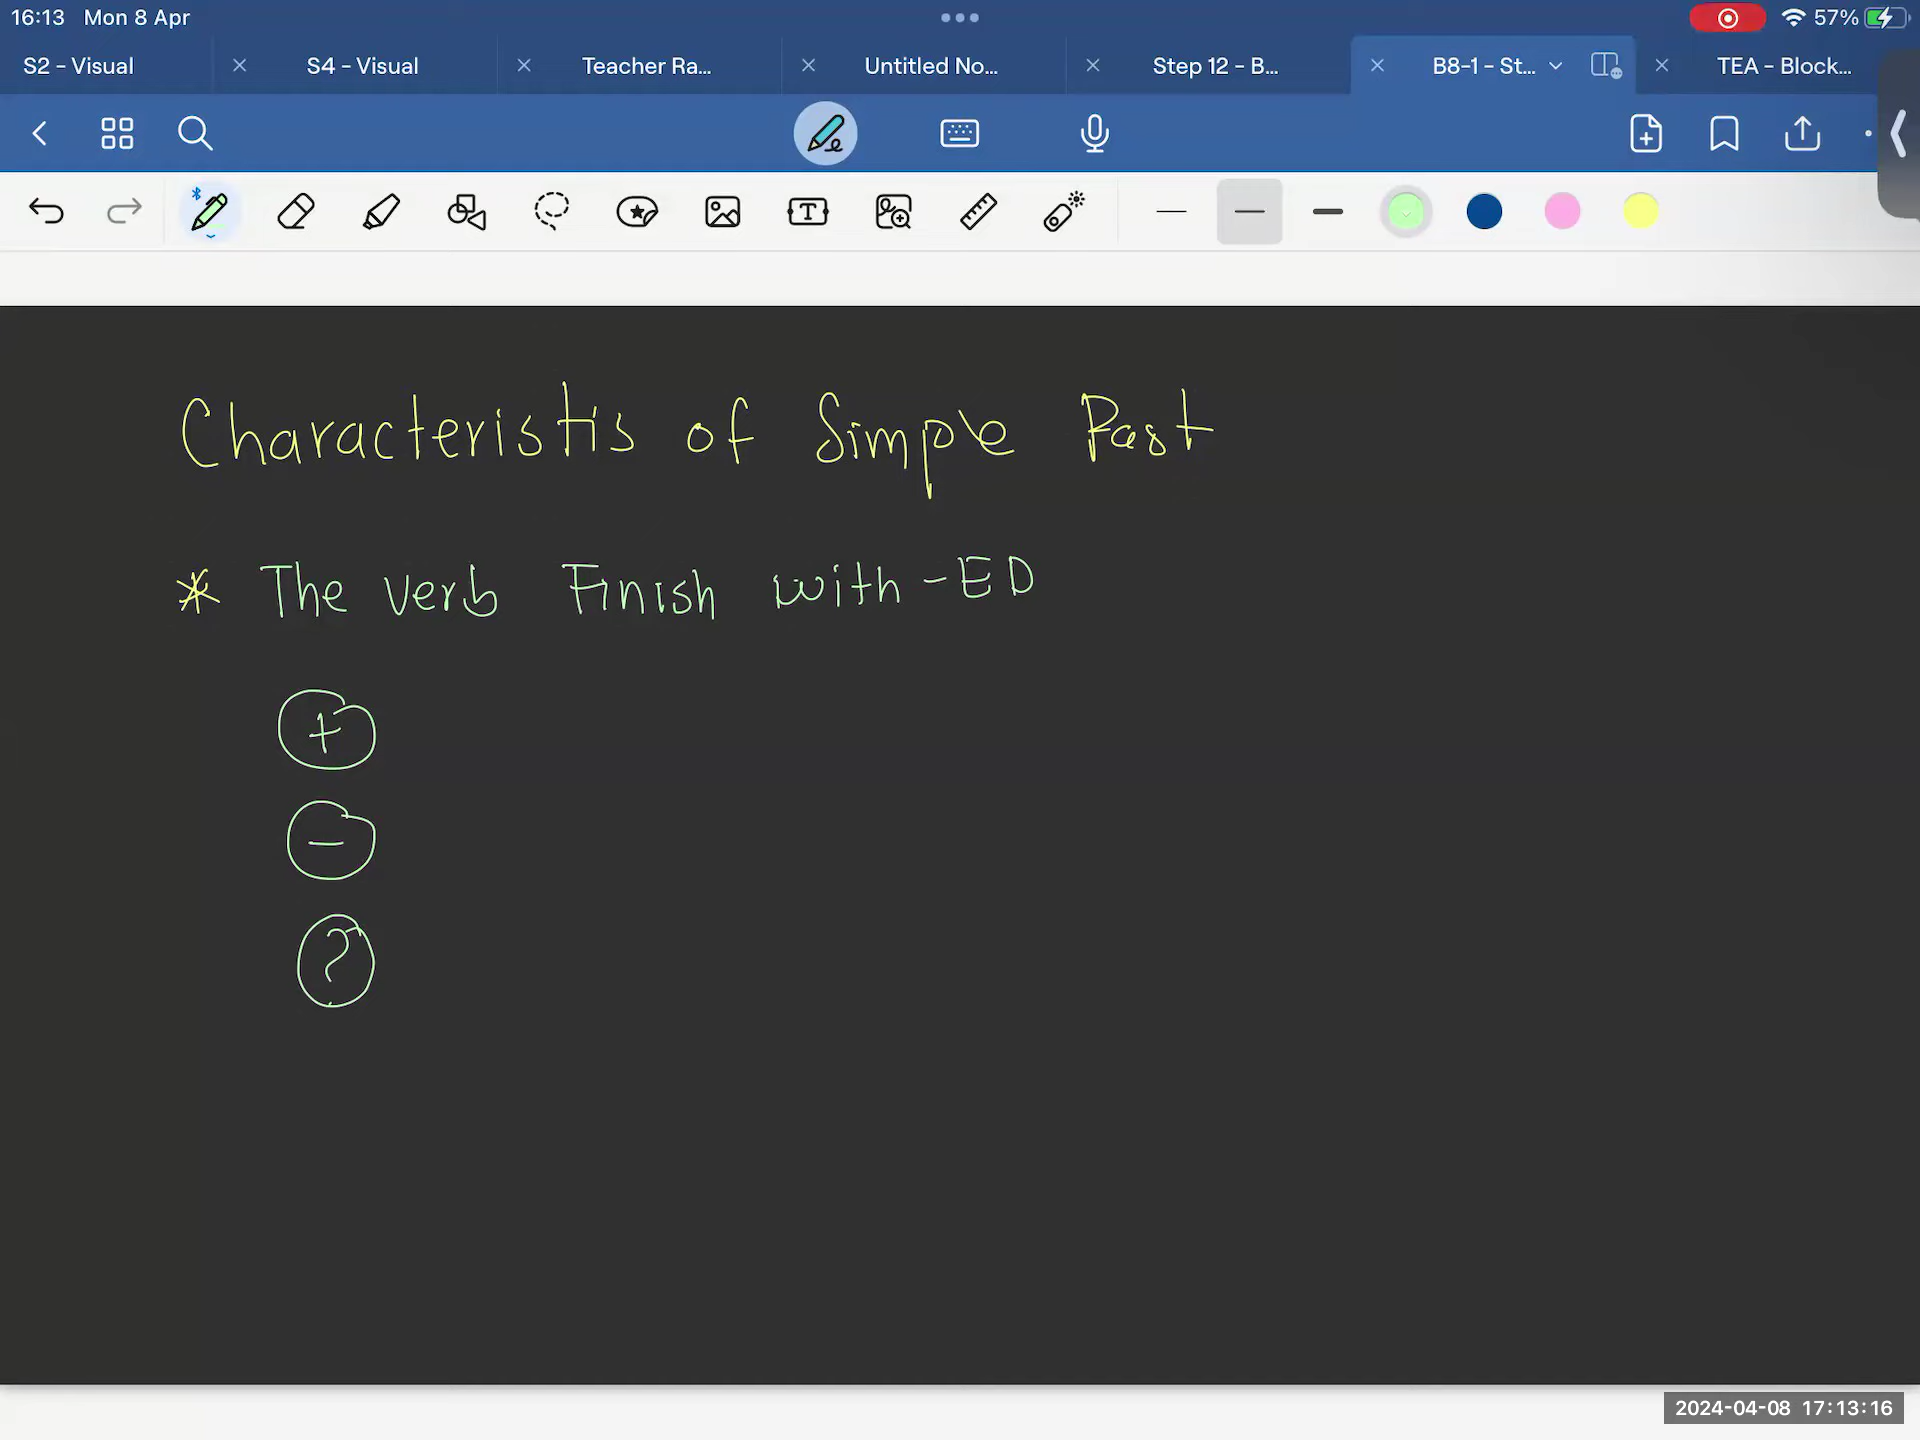 16:13 Mon 8 Apr
57%
S2 - Visual
S4 - Visual
Teacher Ra...
Untitled No...
Step 12 - B...
B8-1 - St...
TEA - Block...
Characteristis of Simple Past
* The verb Finish with -ED
+
-
?
2024-04-08 17:13:16